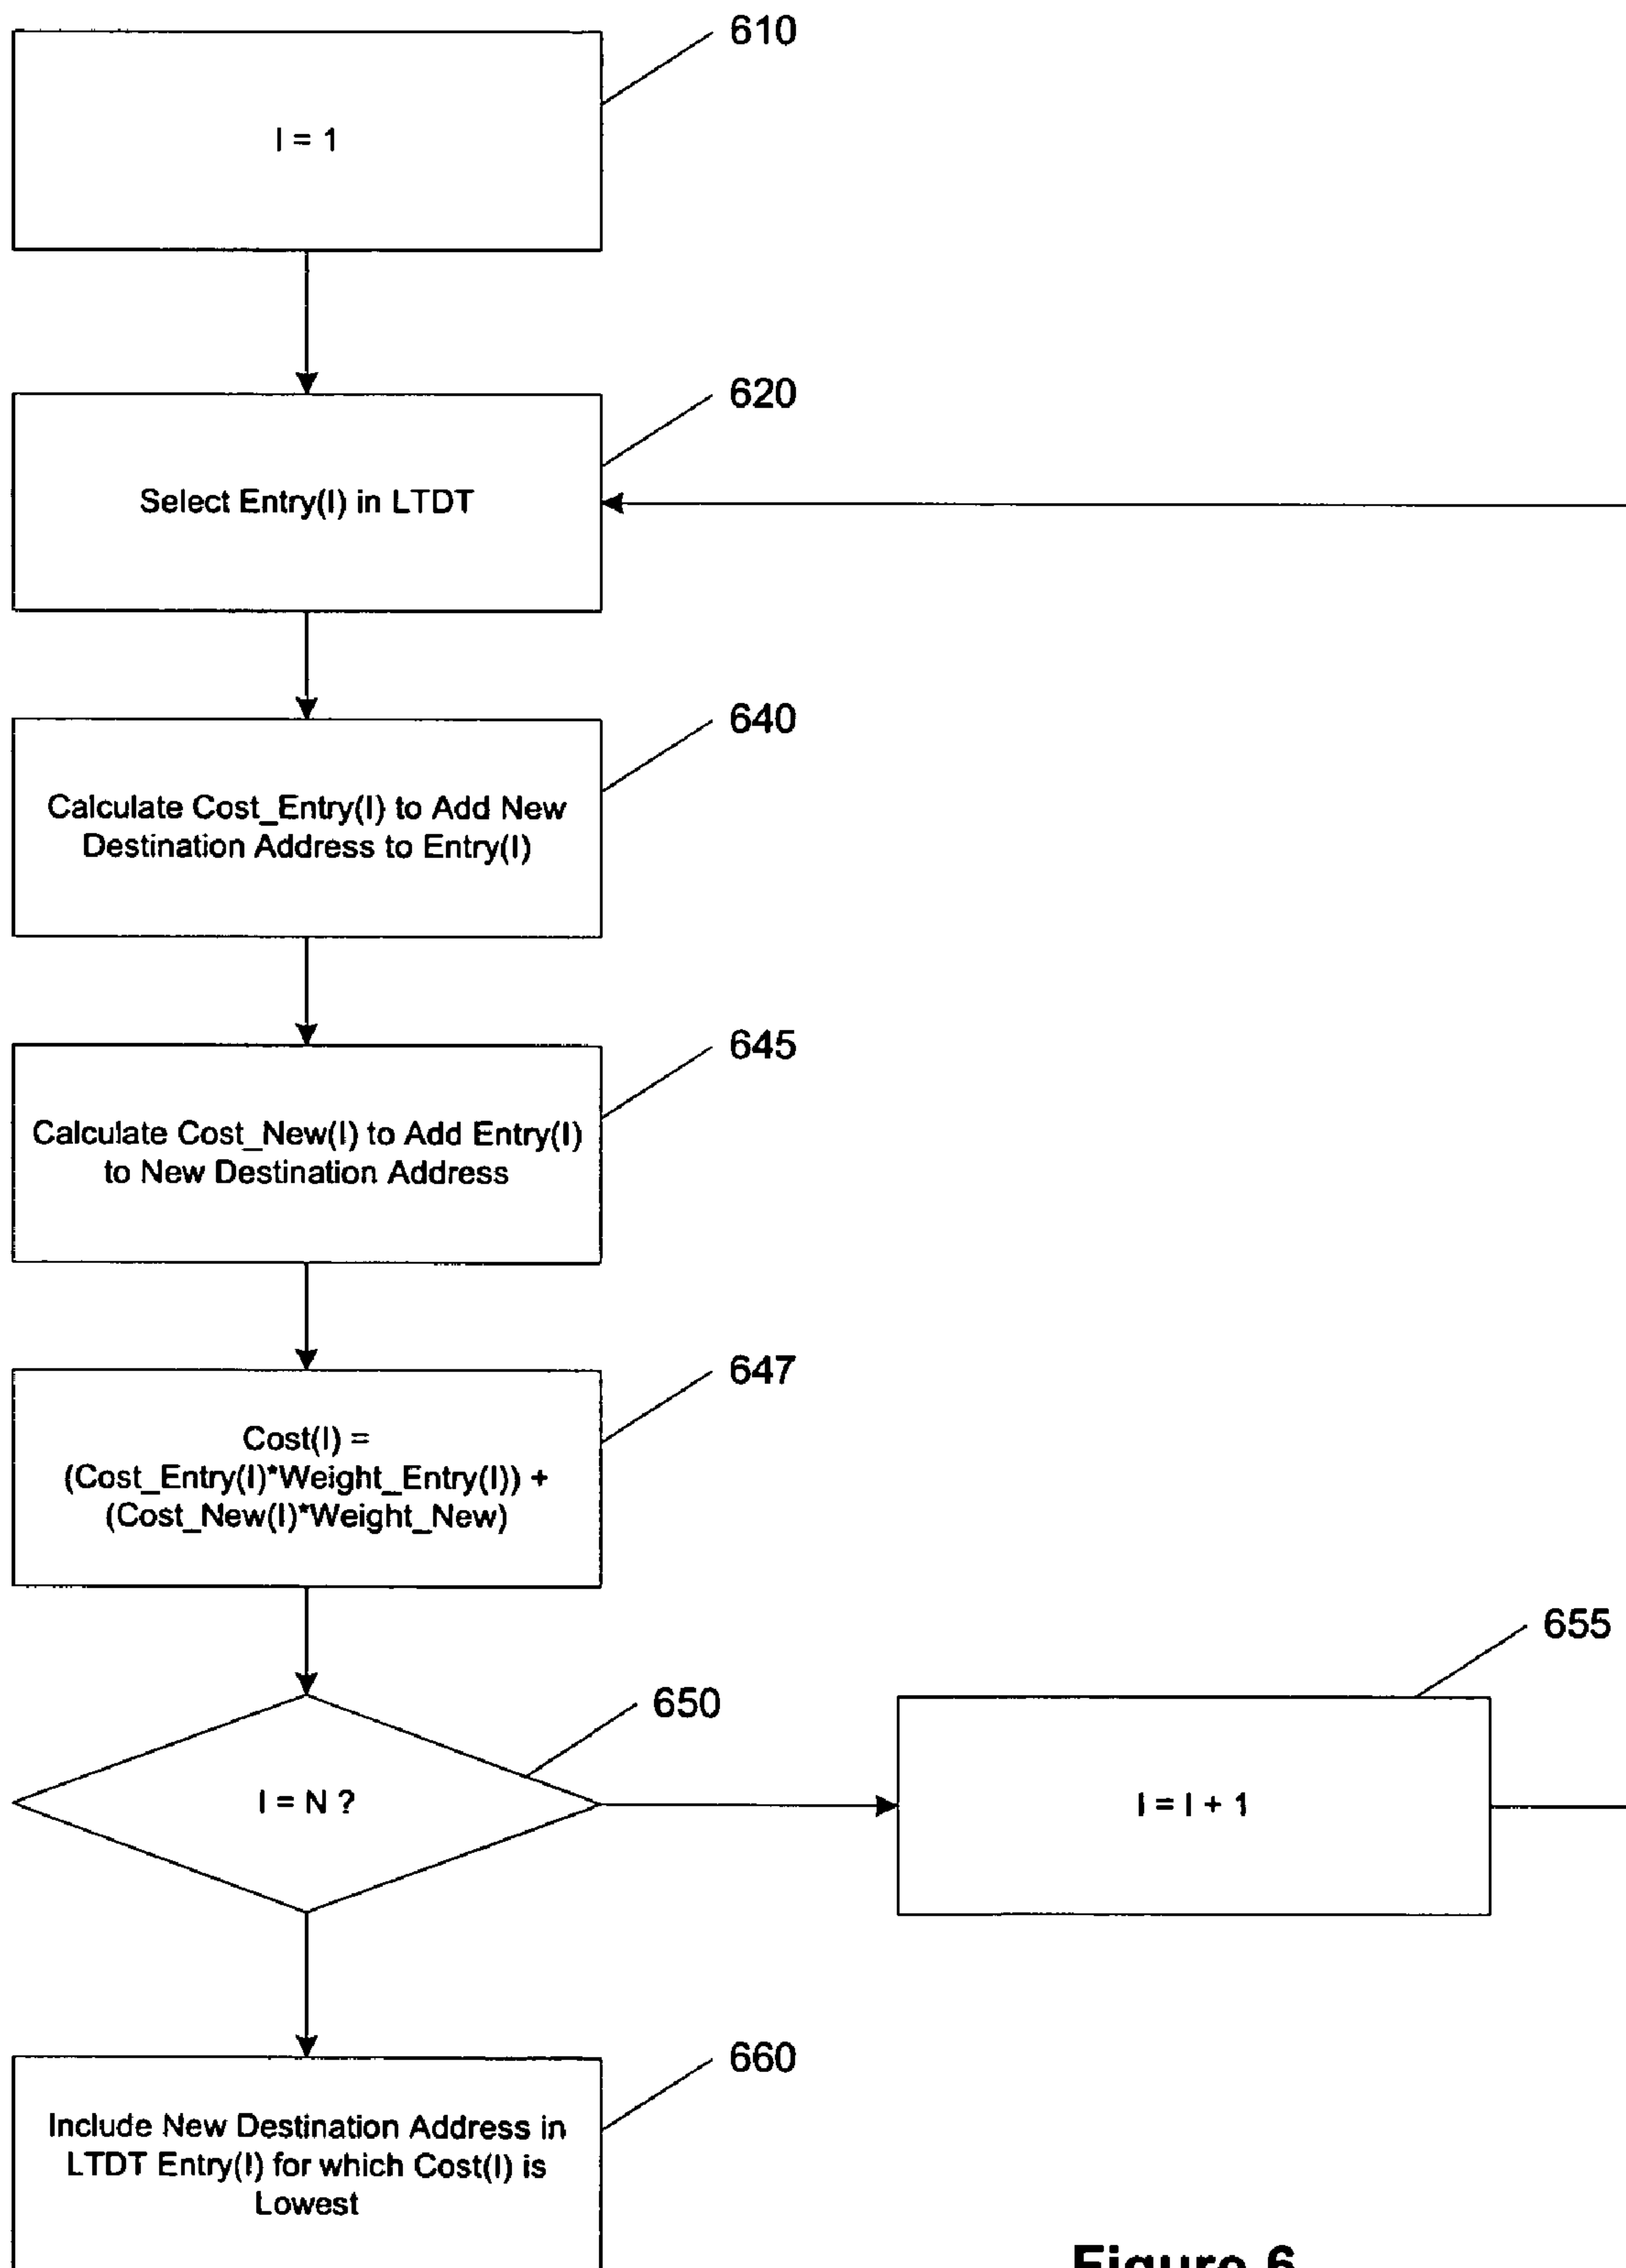 610
I = 1
620
Select Entry(I) in LTDT
640
Calculate Cost_Entry(I) to Add New
Destination Address to Entry(I)
645
Calculate Cost_New(I) to Add Entry(I)
to New Destination Address
647
Cost(I) =
(Cost_Entry(I)*Weight_Entry(I)) +
(Cost_New(I)*Weight_New)
655
650
I = N ?
I = I + 1
660
Include New Destination Address in
LTDT Entry(I) for which Cost(I) is
Lowest
Figure 6